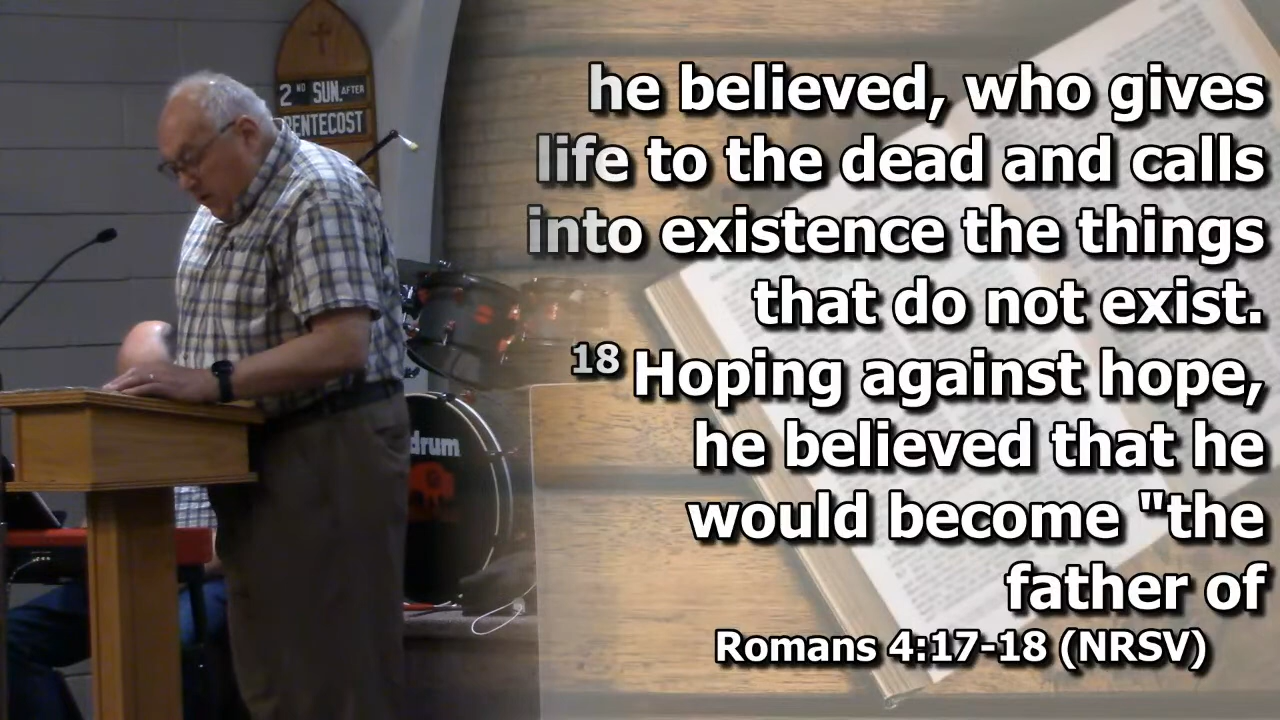 2 ND SUN. AFTER
PENTECOST
drum
he believed, who gives
life to the dead and calls
into existence the things
that do not exist.
18 Hoping against hope,
he believed that he
would become "the
father of
Romans 4:17-18 (NRSV)